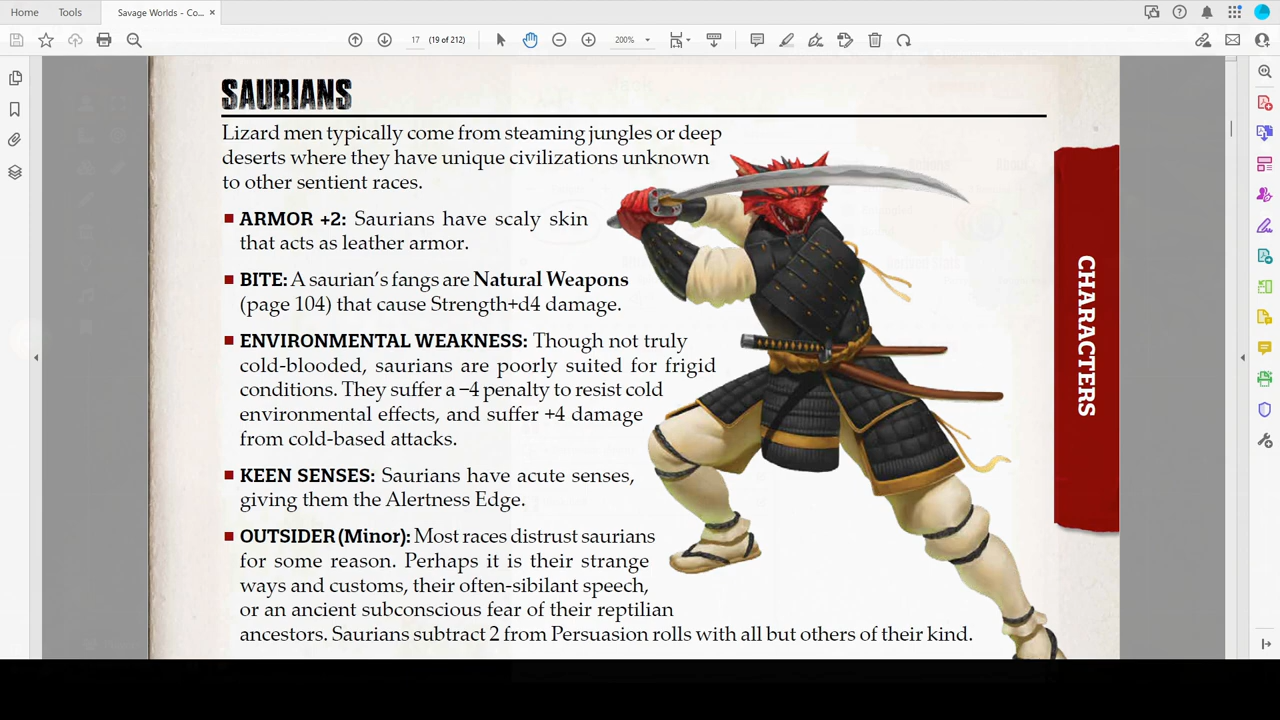 Home
Tools
Savage Worlds - Co... ×
17 (19 of 212)
200%
SAURIANS
Lizard men typically come from steaming jungles or deep
deserts where they have unique civilizations unknown
to other sentient races.
ARMOR +2: Saurians have scaly skin
that acts as leather armor.
BITE: A saurian's fangs are Natural Weapons
(page 104) that cause Strength+d4 damage.
ENVIRONMENTAL WEAKNESS: Though not truly
cold-blooded, saurians are poorly suited for frigid
conditions. They suffer a −4 penalty to resist cold
environmental effects, and suffer +4 damage
from cold-based attacks.
KEEN SENSES: Saurians have acute senses,
giving them the Alertness Edge.
OUTSIDER (Minor): Most races distrust saurians
for some reason. Perhaps it is their strange
ways and customs, their often-sibilant speech,
or an ancient subconscious fear of their reptilian
ancestors. Saurians subtract 2 from Persuasion rolls with all but others of their kind.
CHARACTERS